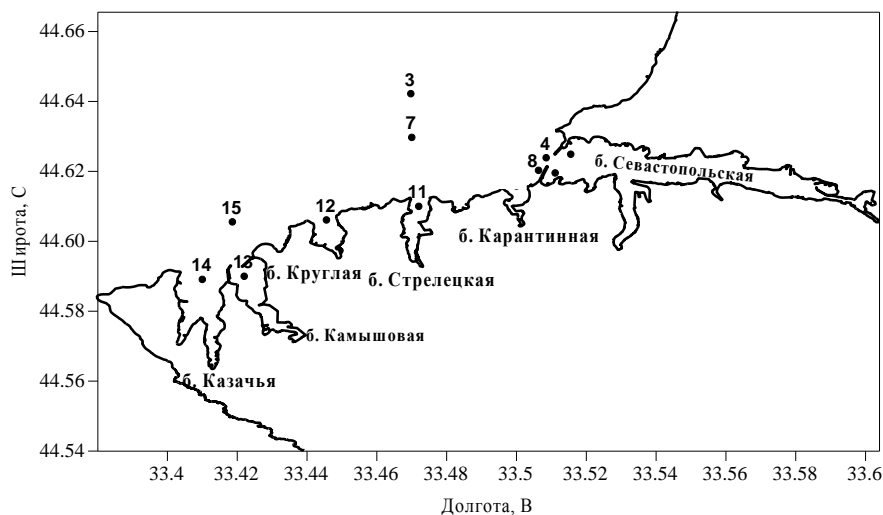 44.66
44.64
44.62
44.60
44.58
44.56
44.54
Широта, С
3
7
4
8
б. Севастопольская
11
12
15
б. Карантинная
13
14
б. Круглая
б. Стрелецкая
б. Камышовая
б. Казачья
33.4 33.42 33.44 33.46 33.48 33.5 33.52 33.54 33.56 33.58 33.6
Долгота, В